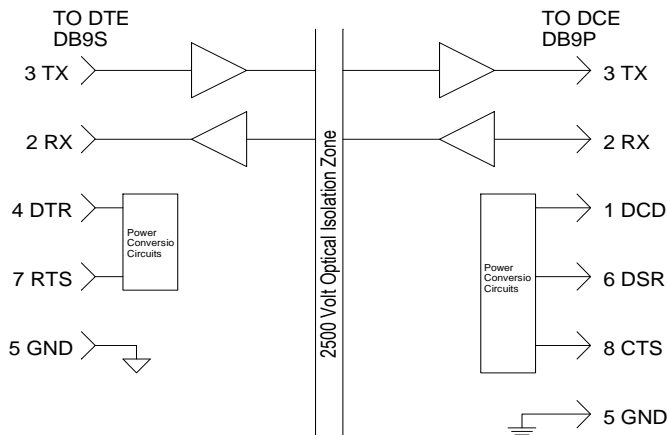 TO DTE
DB9S
3 TX
2 RX
4 DTR
7 RTS
5 GND
Power
Conversio
Circuits
2500 Volt Optical Isolation Zone
TO DCE
DB9P
3 TX
2 RX
1 DCD
6 DSR
8 CTS
5 GND
Power
Conversio
Circuits